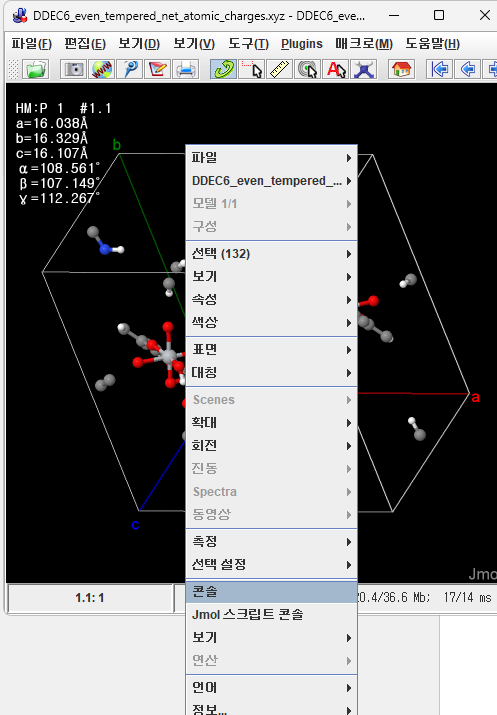 DDEC6_even_tempered_net_atomic_charges.xyz - DDEC6_eve...
파일(F) 편집(E) 보기(D) 보기(V) 도구(T) Plugins 매크로(M) 도움말(H)
HM:P 1 #1.1
a=16.038Å
b=16.329Å
c=16.107Å
α=108.561°
β=107.149°
γ=112.267°
b
a
c
파일
DDEC6_even_tempered_...
모델 1/1
구성
선택 (132)
보기
속성
색상
표면
대칭
Scenes
확대
회전
진동
Spectra
동영상
측정
선택 설정
콘솔
Jmol 스크립트 콘솔
보기
연산
언어
정보...
Jmo
1.1: 1
20.4/36.6 Mb; 17/14 ms